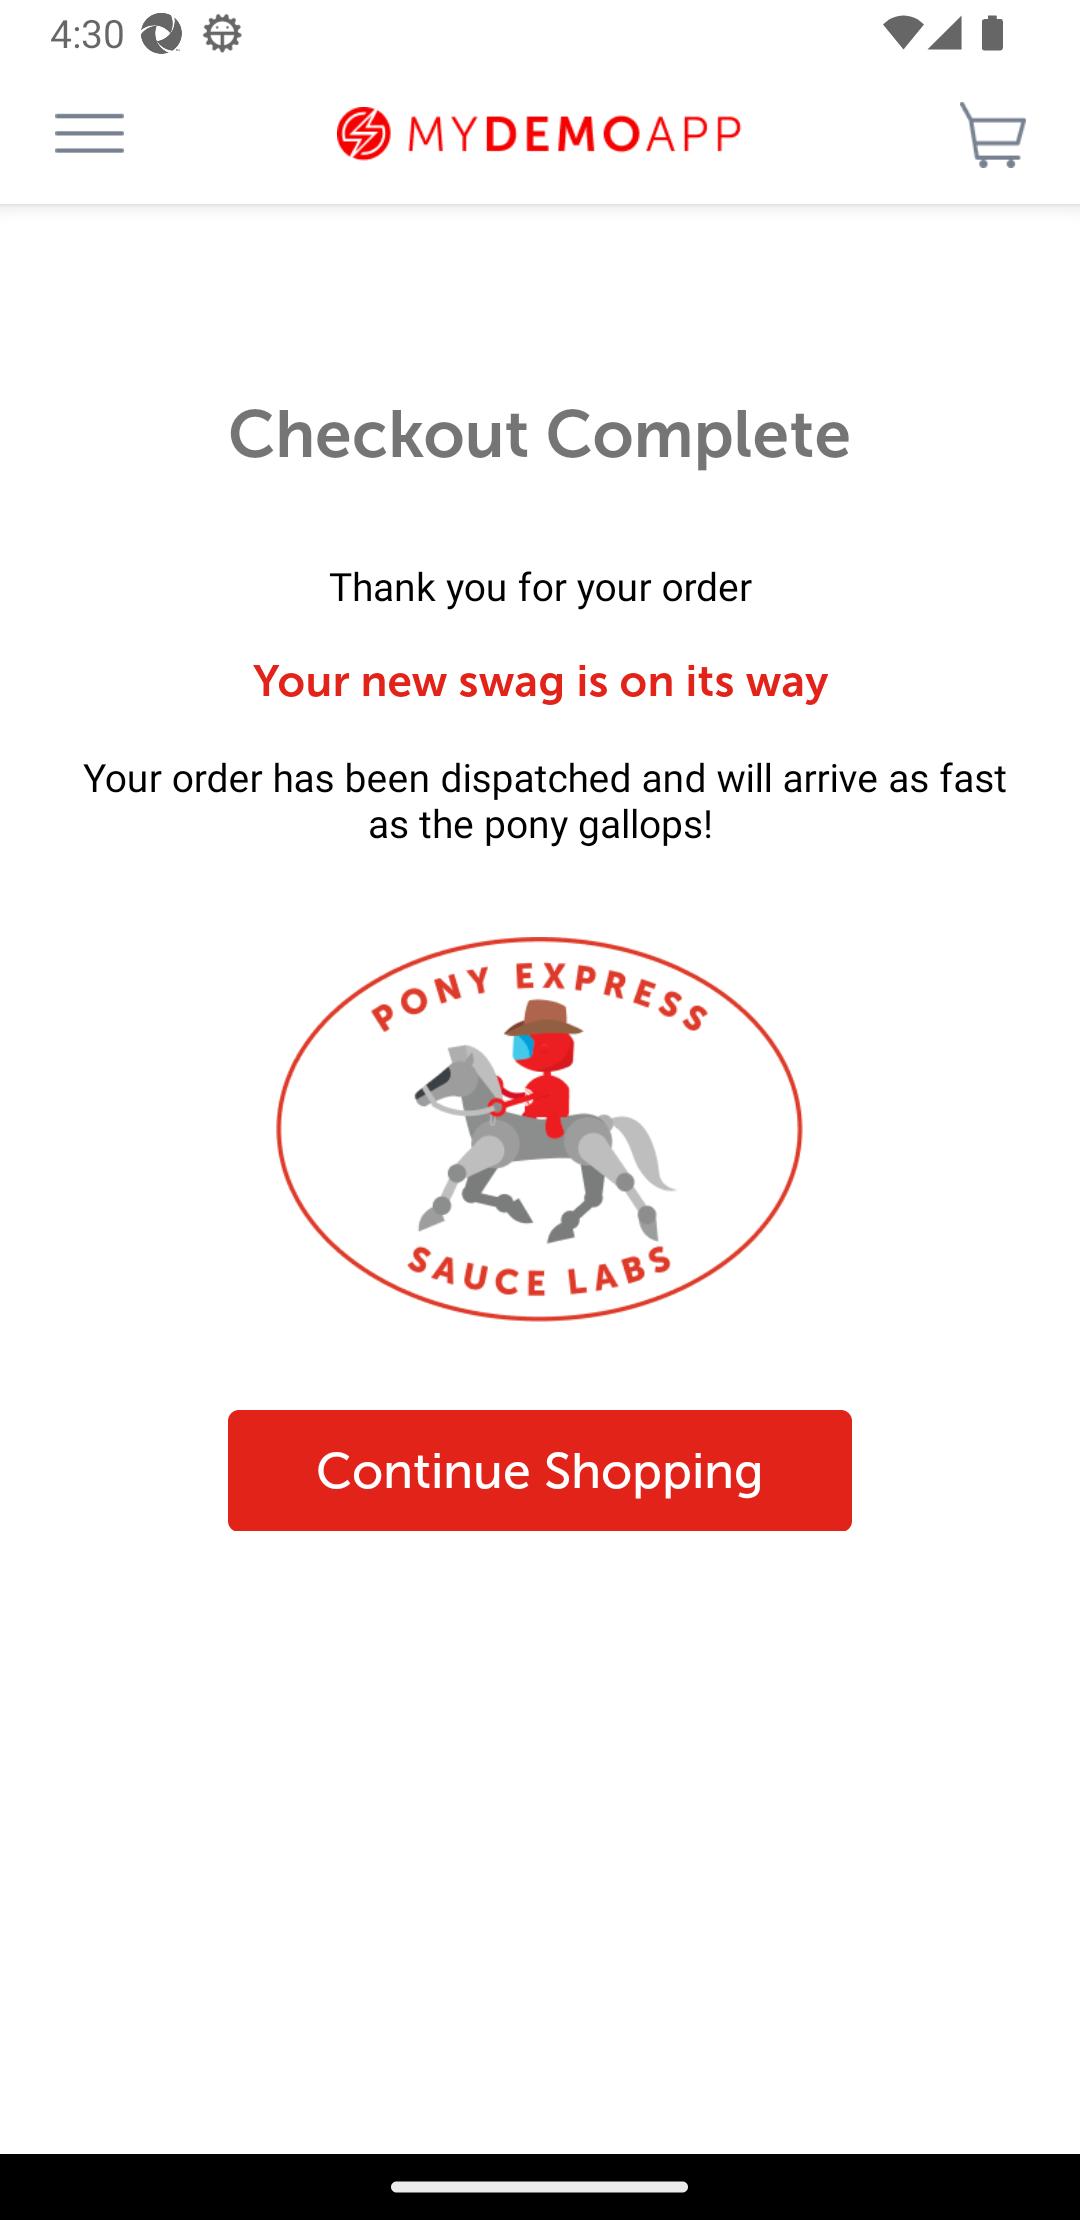 4:30
MYDEMOAPP
Checkout Complete
Thank you for your order
Your new swag is on its way
Your order has been dispatched and will arrive as fast
as the pony gallops!
PONY EXPRESS
SAUCE LABS
Continue Shopping